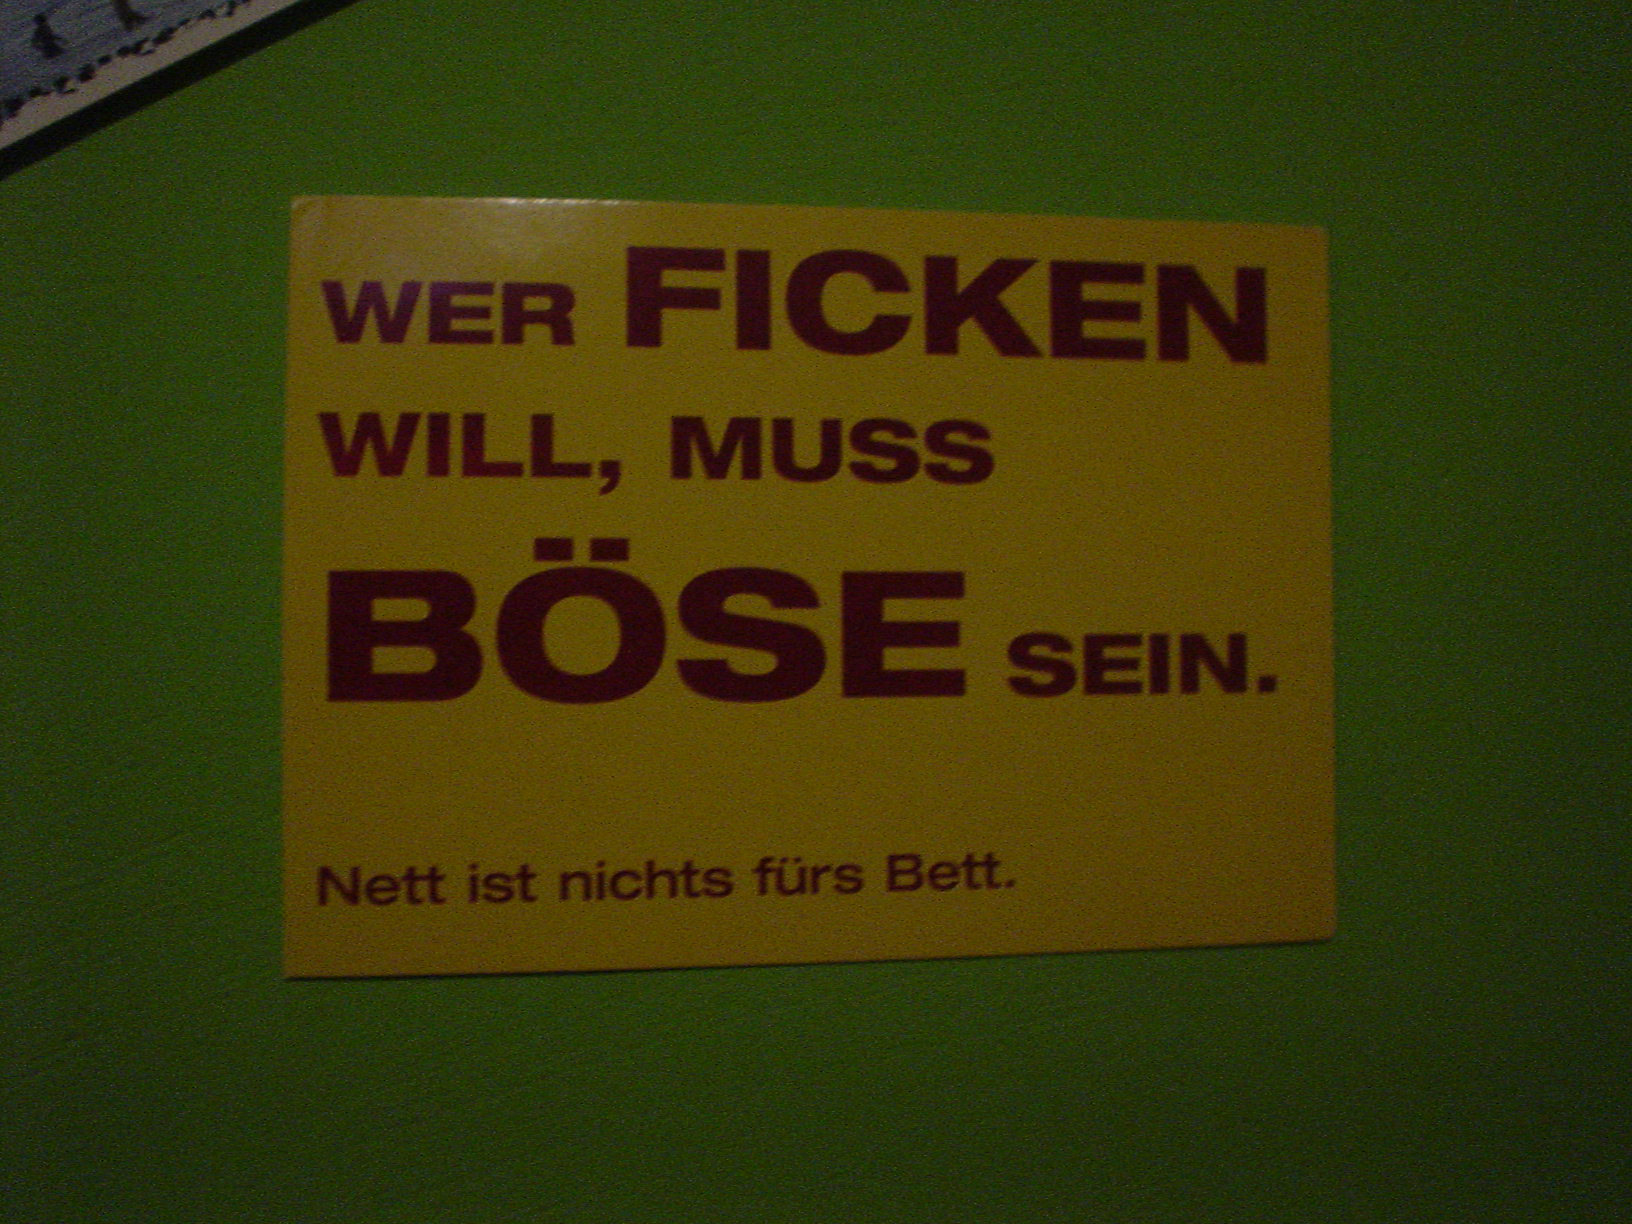 WER FICKEN
WILL, MUSS
BÖSE SEIN.
Nett ist nichts fürs Bett.